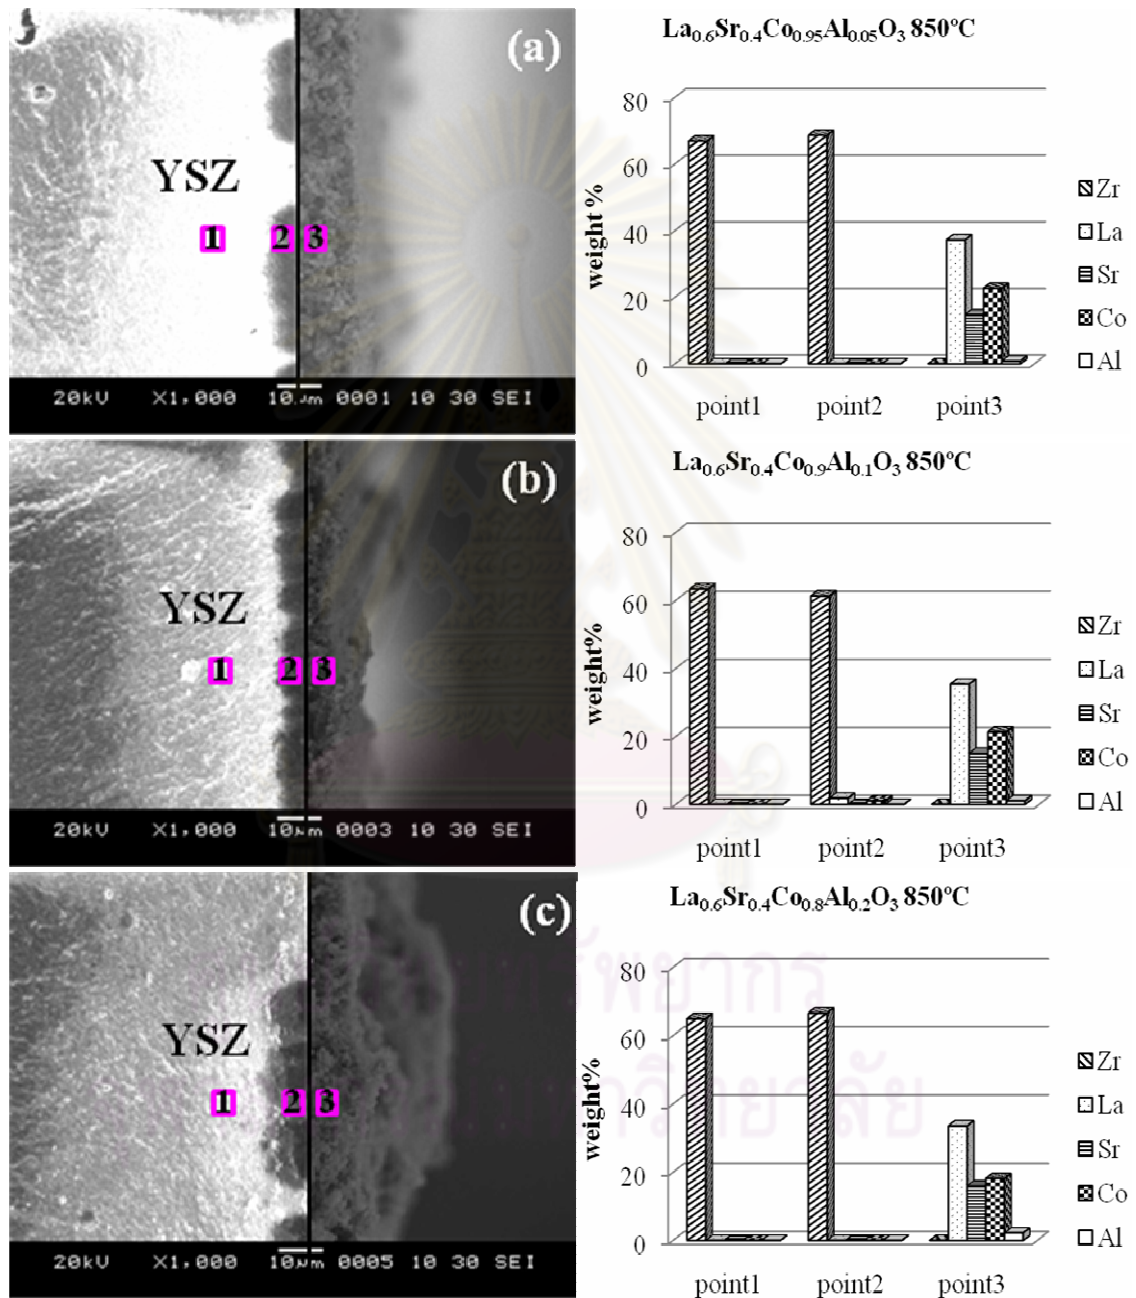 (a)
YSZ
1 2 3
20kV X1,000 10µm 0001 10 30 SEI
La0.6Sr0.4Co0.95Al0.05O3 850ºC
weight %
80
60
40
20
0
point1 point2 point3
Zr
La
Sr
Co
Al
(b)
YSZ
1 2 3
20kV X1,000 10µm 0003 10 30 SEI
La0.6Sr0.4Co0.9Al0.1O3 850ºC
weight%
80
60
40
20
0
point1 point2 point3
Zr
La
Sr
Co
Al
(c)
YSZ
1 2 3
20kV X1,000 10µm 0005 10 30 SEI
La0.6Sr0.4Co0.8Al0.2O3 850ºC
weight%
80
60
40
20
0
point1 point2 point3
Zr
La
Sr
Co
Al